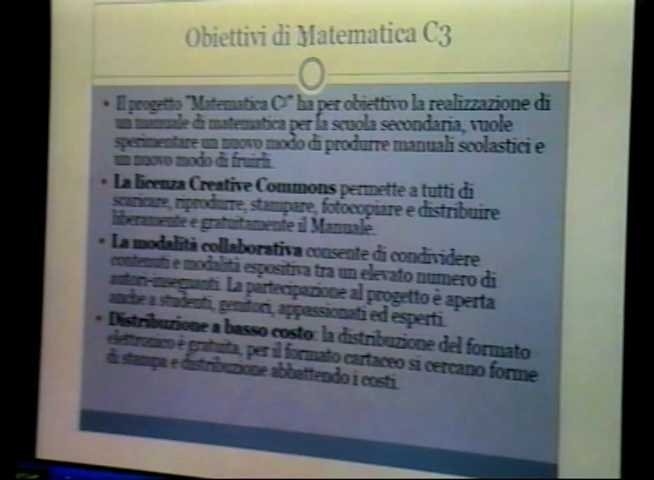 Obiettivi di Matematica C3
• Il progetto "Matematica C³" ha per obiettivo la realizzazione di
un manuale di matematica per la scuola secondaria, vuole
sperimentare un nuovo modo di produrre manuali scolastici e
un nuovo modo di fruirli.
• La licenza Creative Commons permette a tutti di
scaricare, riprodurre, stampare, fotocopiare e distribuire
liberamente e gratuitamente il Manuale.
• La modalità collaborativa consente di condividere
contenuti e modalità espositiva tra un elevato numero di
autori-insegnanti. La partecipazione al progetto è aperta
anche a studenti, genitori, appassionati ed esperti.
• Distribuzione a basso costo: la distribuzione del formato
elettronico è gratuita, per il formato cartaceo si cercano forme
di stampa e distribuzione abbattendo i costi.